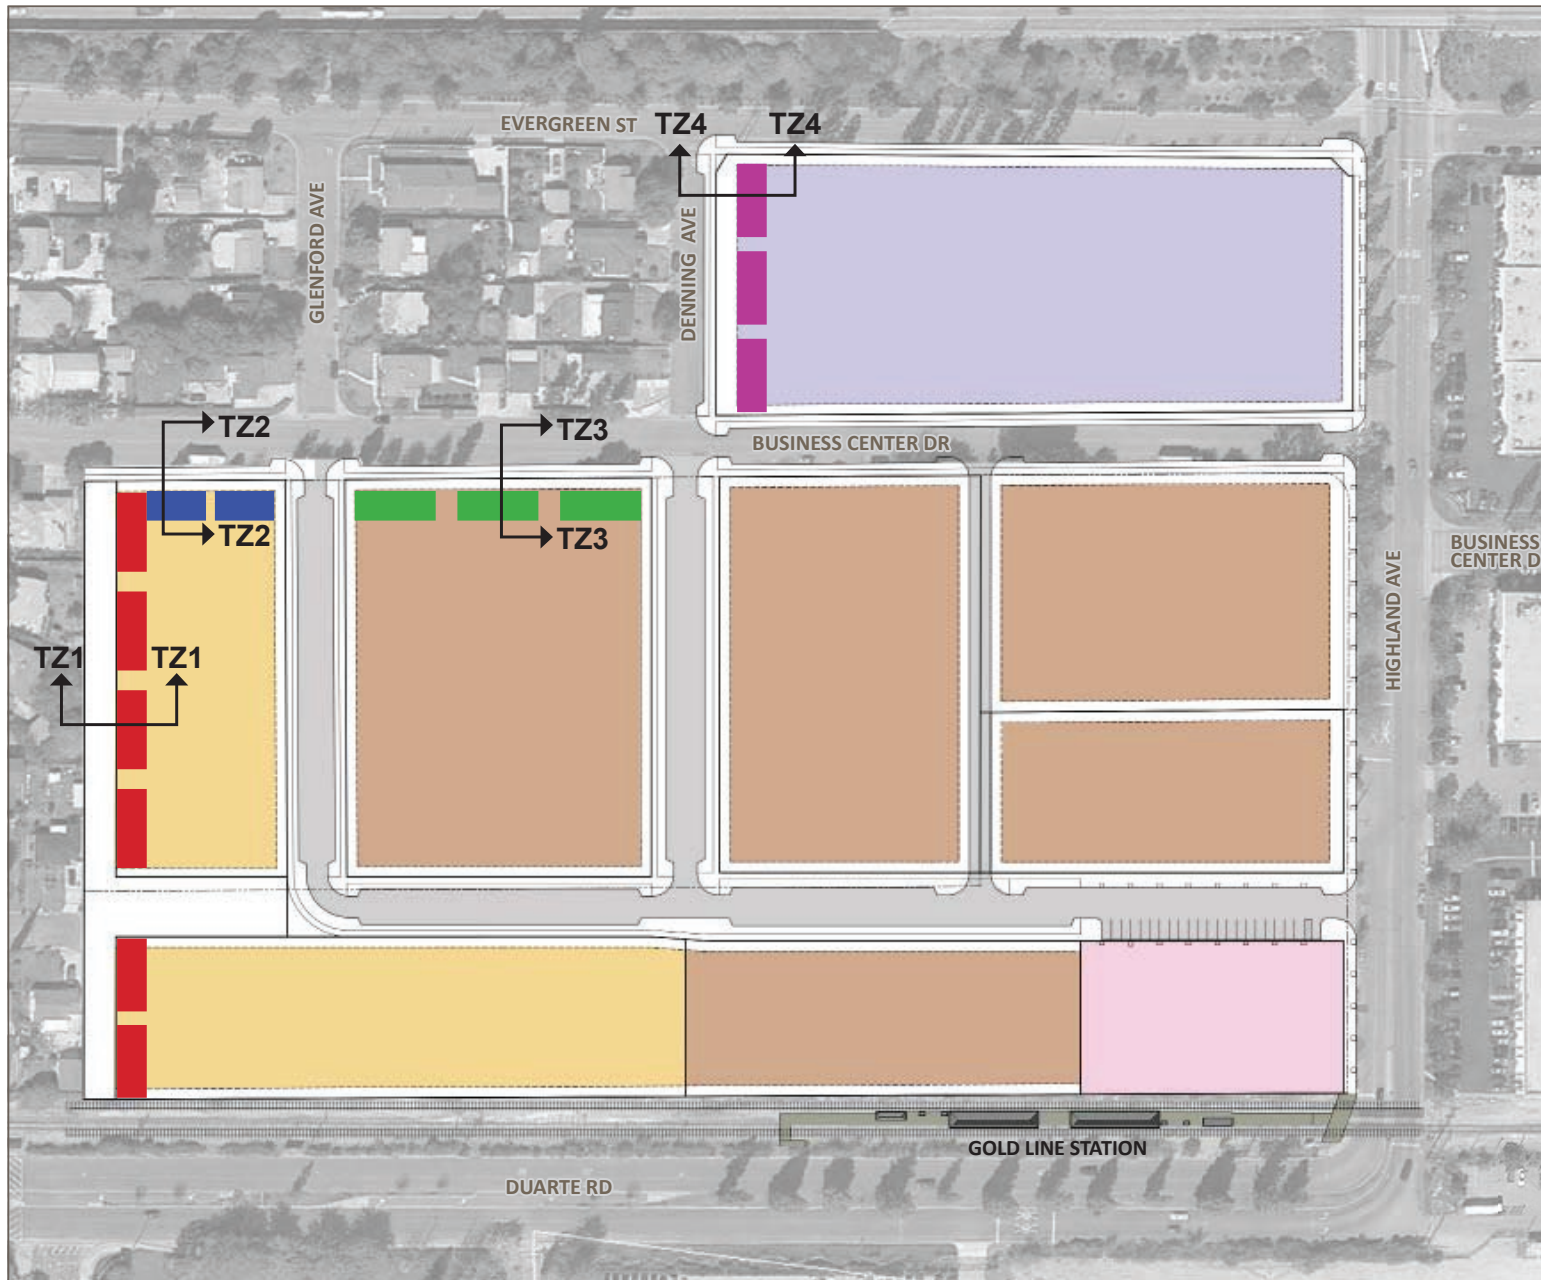 EVERGREEN ST
TZ4
TZ4
GLENFORD AVE
DENNING AVE
TZ2
TZ3
BUSINESS CENTER DR
TZ2
TZ3
BUSINESS
CENTER D
HIGHLAND AVE
TZ1
TZ1
GOLD LINE STATION
DUARTE RD